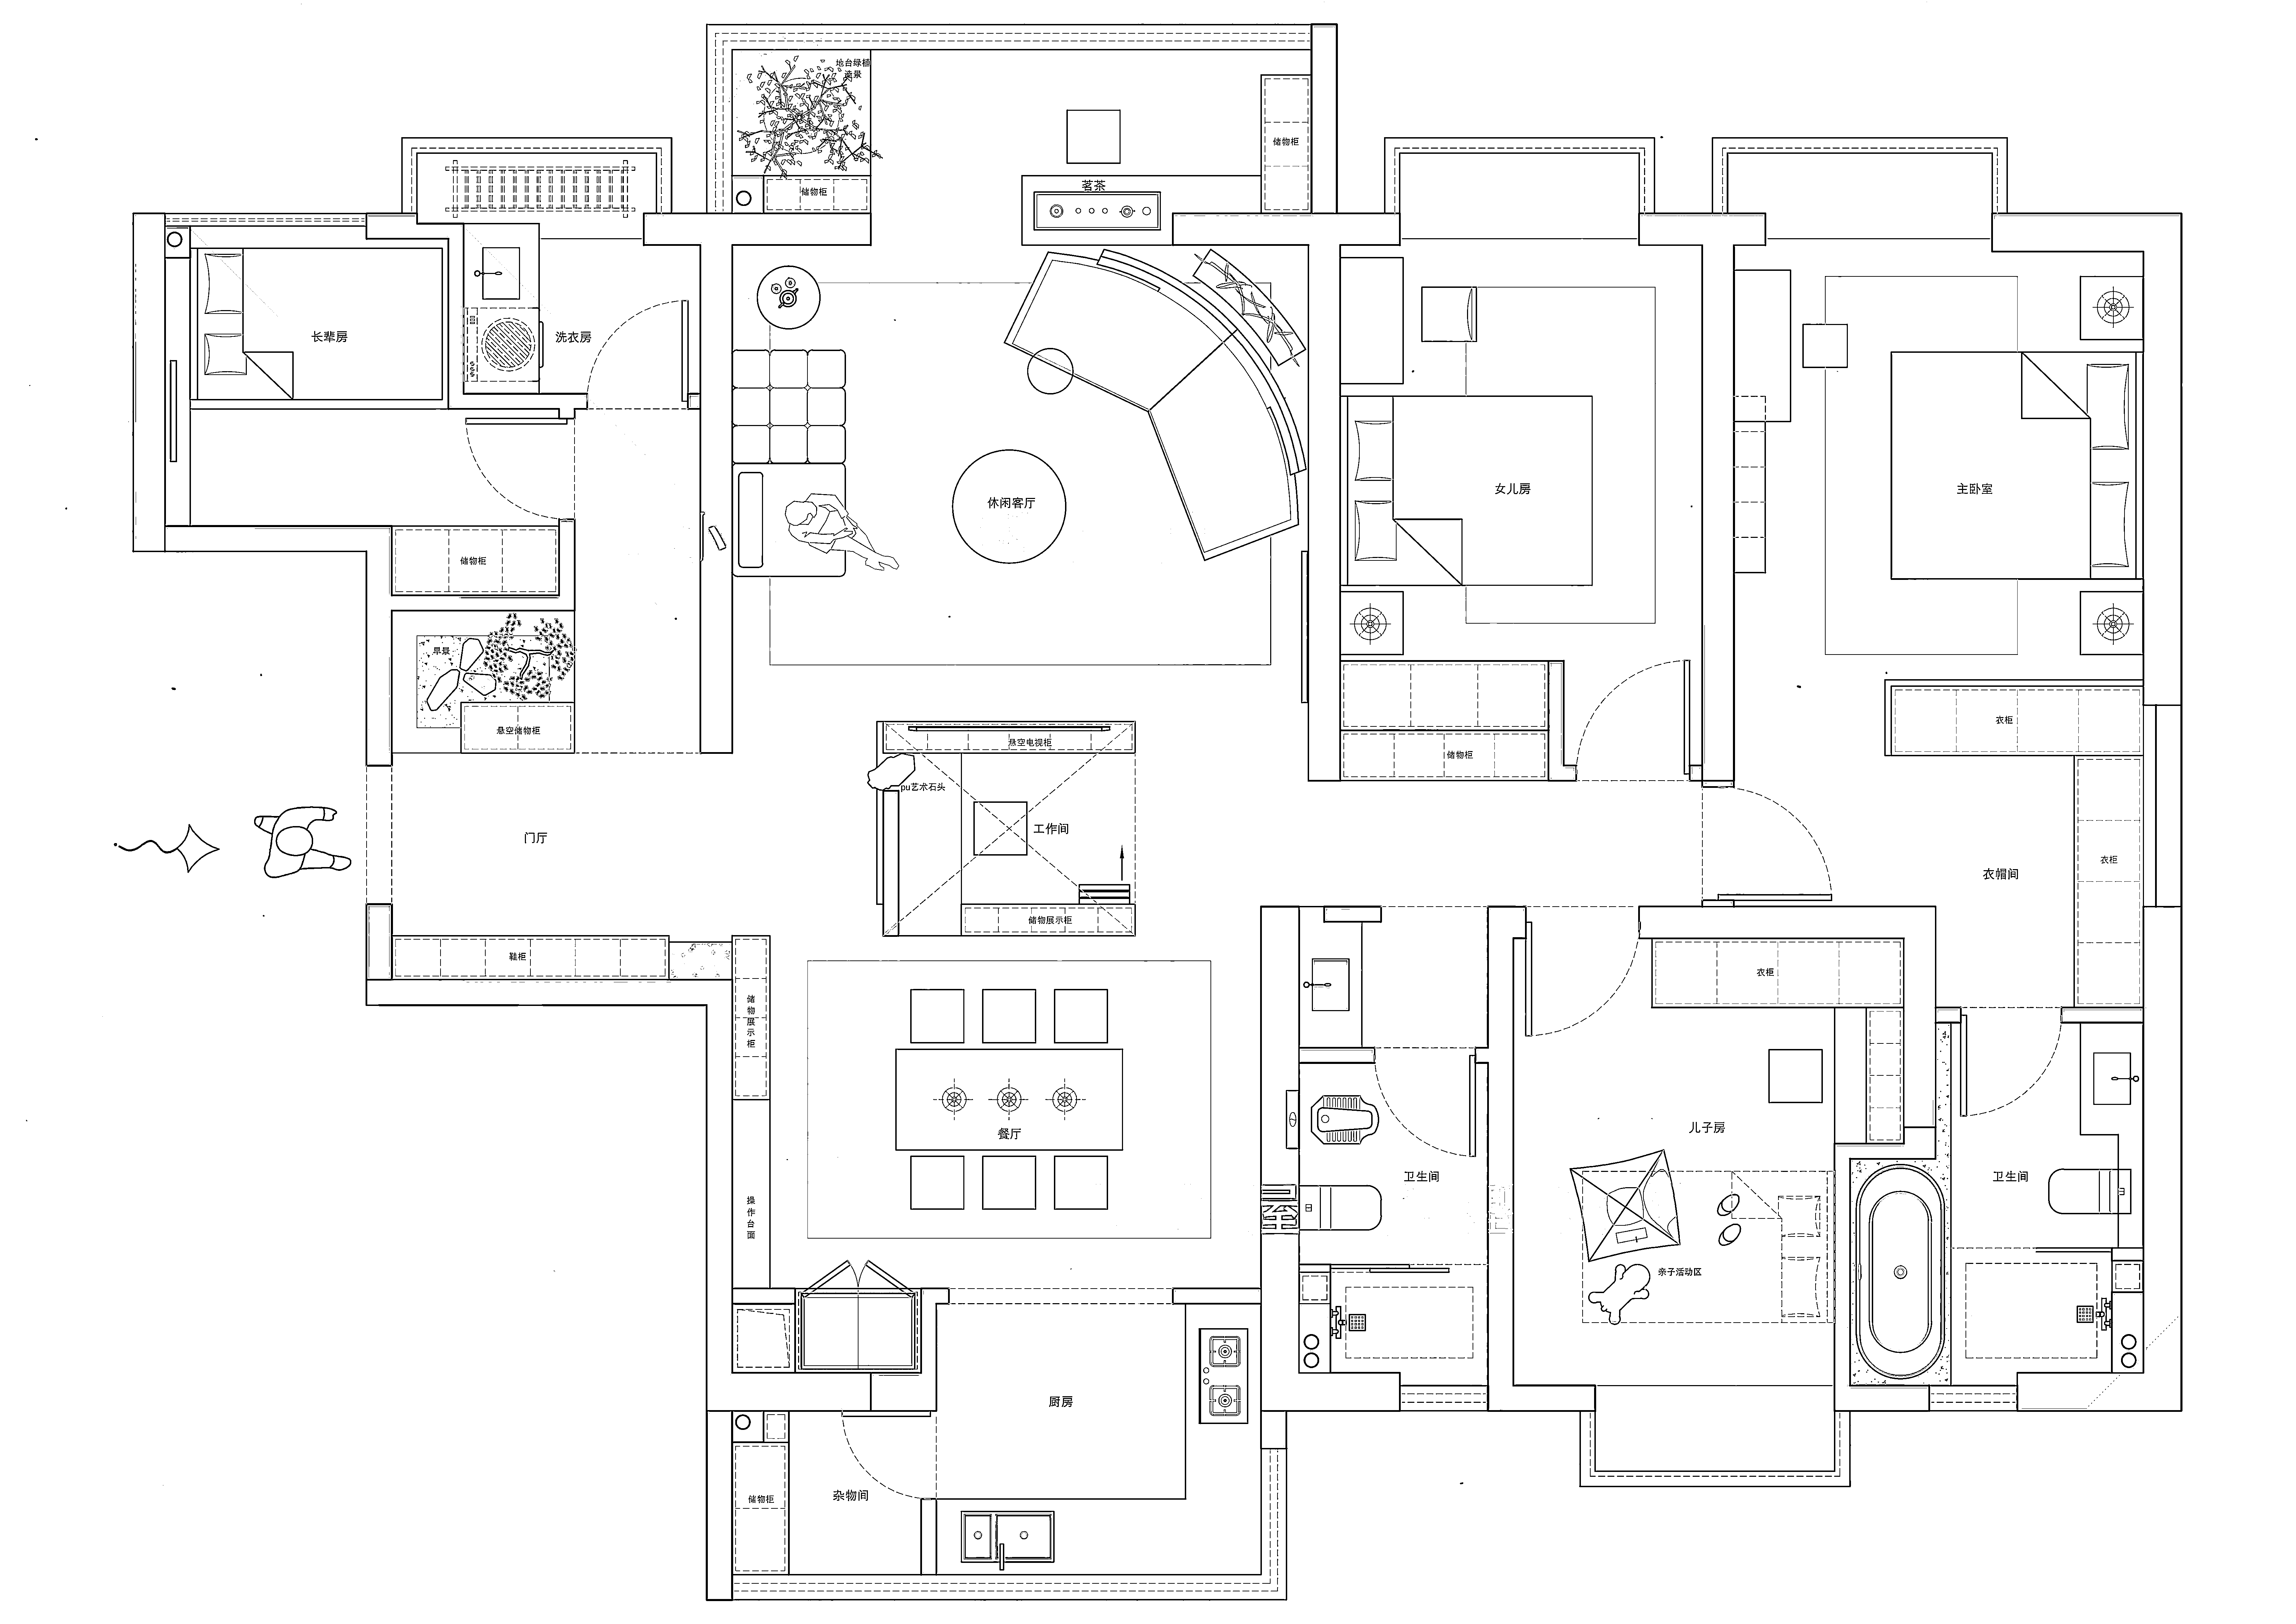 地台绿植
造景
储物柜
储物柜
茗茶
长辈房
洗衣房
休闲客厅
女儿房
主卧室
储物柜
旱景
悬空储物柜
悬空电视柜
储物柜
衣柜
pu艺术石头
工作间
门厅
衣柜
衣帽间
储物展示柜
鞋柜
衣柜
储物展示柜
餐厅
儿子房
卫生间
卫生间
操作台面
亲子活动区
厨房
储物柜
杂物间